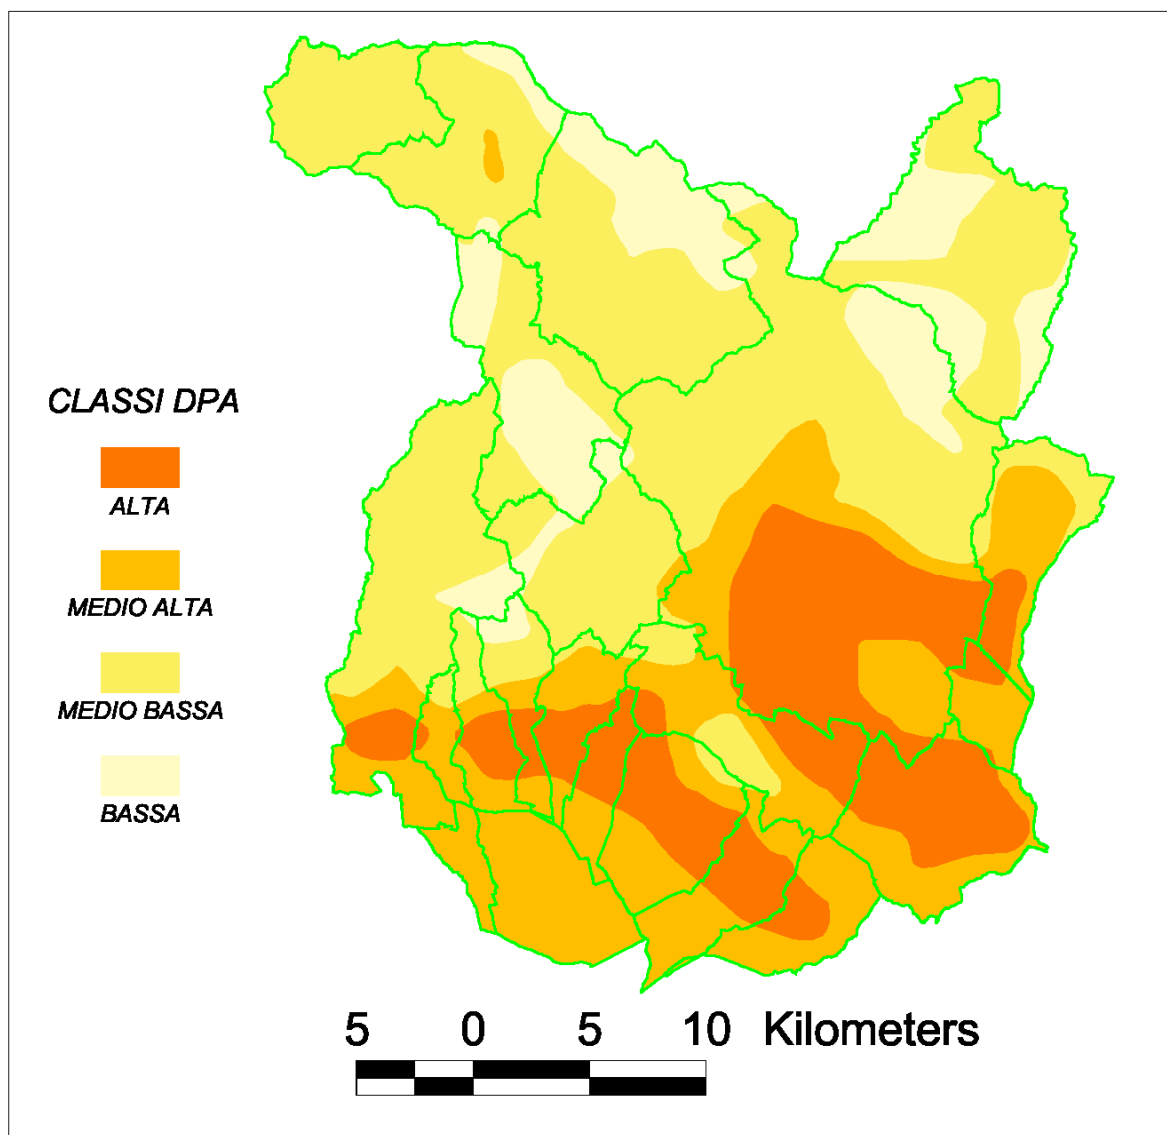 CLASSI DPA
ALTA
MEDIO ALTA
MEDIO BASSA
BASSA
5 0 5 10 Kilometers